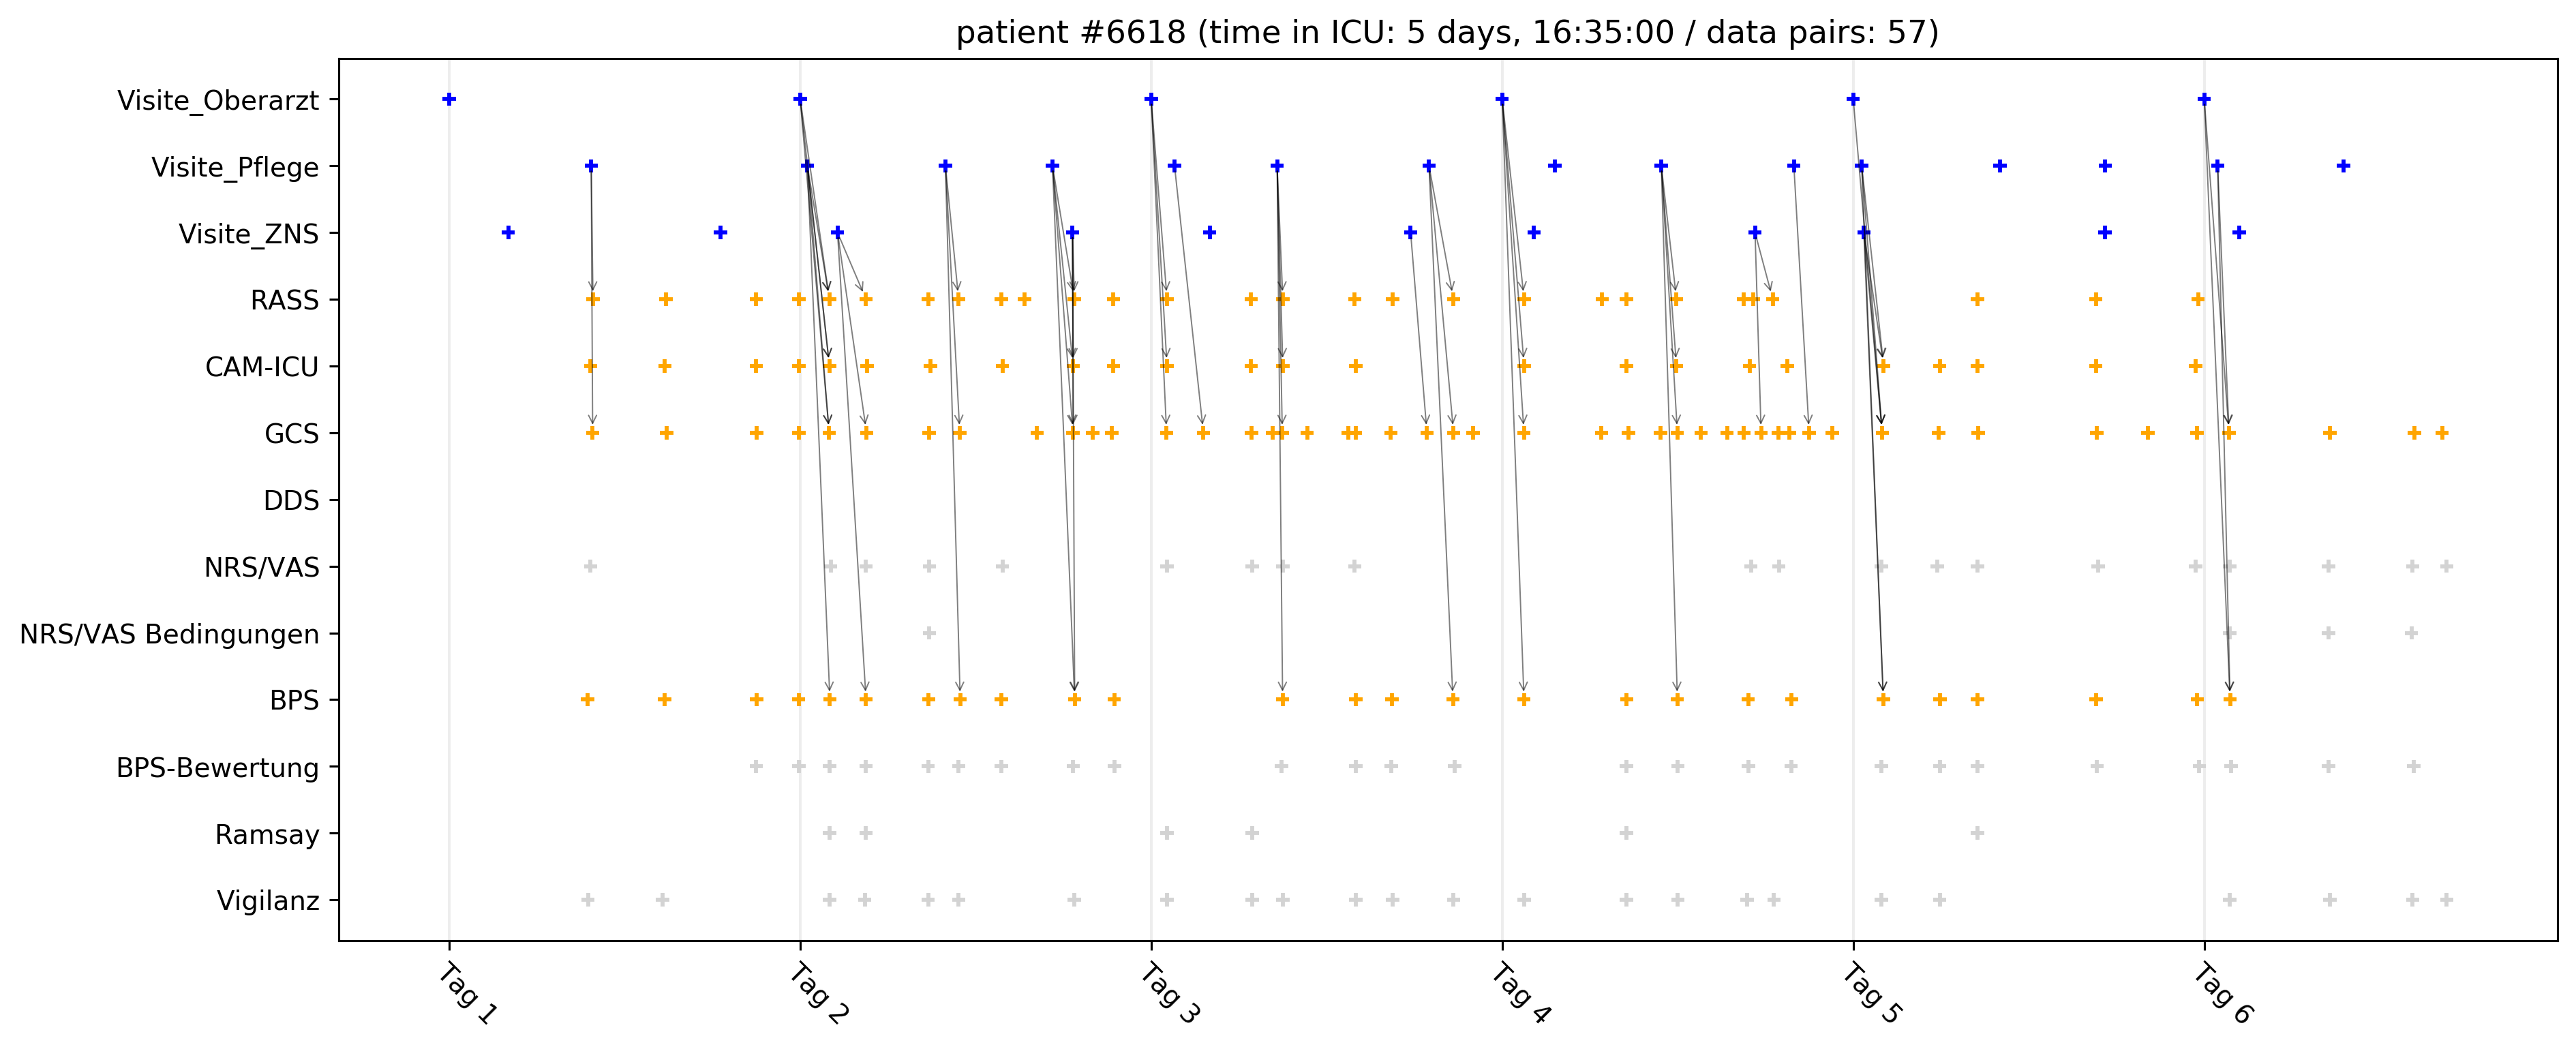 patient #6618 (time in ICU: 5 days, 16:35:00 / data pairs: 57)
Visite_Oberarzt
Visite_Pflege
Visite_ZNS
RASS
CAM-ICU
GCS
DDS
NRS/VAS
NRS/VAS Bedingungen
BPS
BPS-Bewertung
Ramsay
Vigilanz
Tag 1
Tag 2
Tag 3
Tag 4
Tag 5
Tag 6